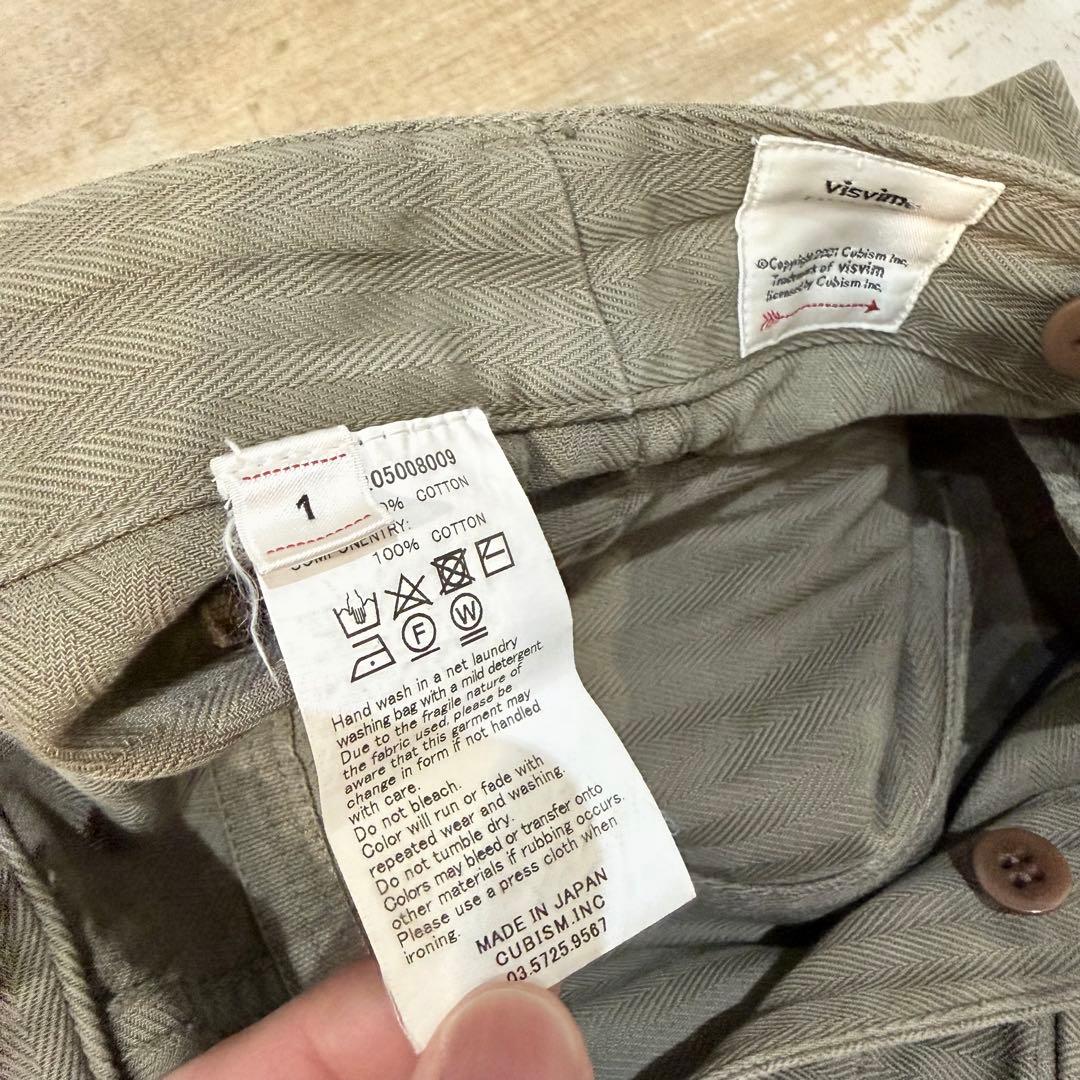 visvim
©Copyright 2001 Cubism Inc.
Trademark of visvim
licensed by Cubism Inc.
1
05008009
0% COTTON
COMPONENTRY:
100% COTTON
F
W
Hand wash in a net laundry
washing bag with a mild detergent
Due to the fragile nature of
the fabric used, please be
aware that this garment may
change in form if not handled
with care.
Do not bleach.
Color will run or fade with
repeated wear and washing.
Do not tumble dry.
Colors may bleed or transfer onto
other materials if rubbing occurs.
Please use a press cloth when
ironing.
MADE IN JAPAN
CUBISM.INC
03.5725.9567